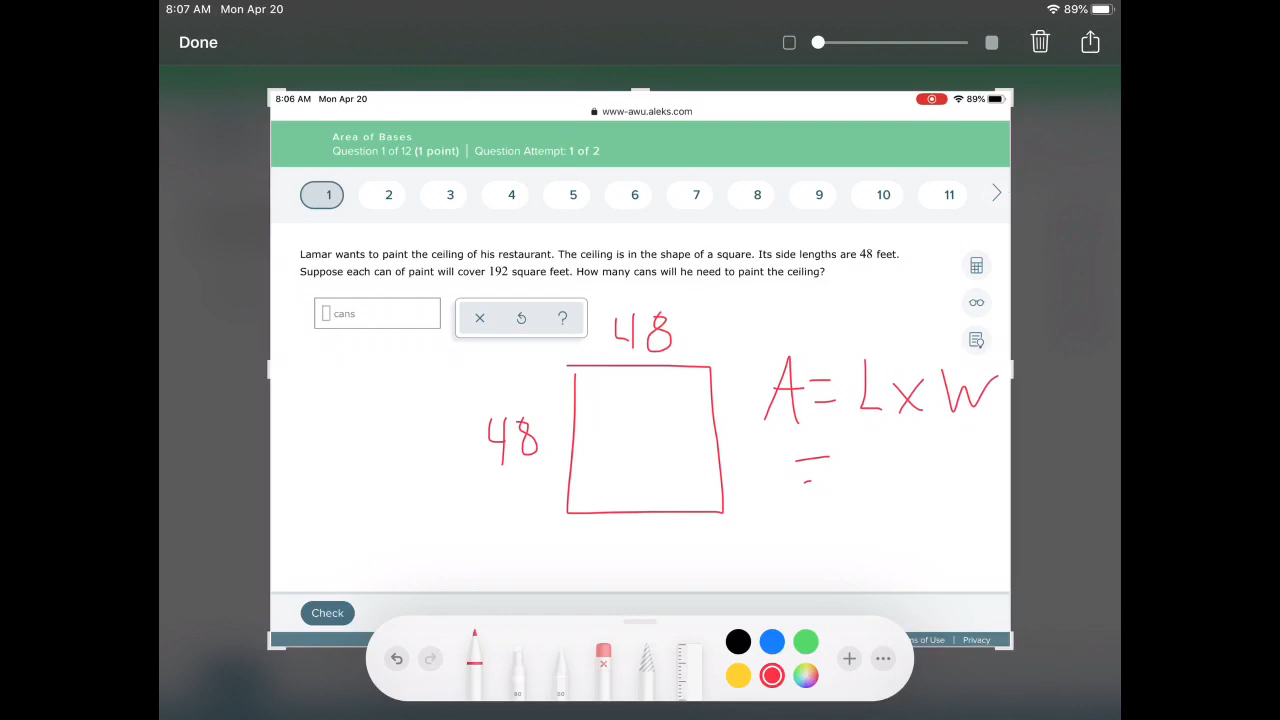 8:07 AM Mon Apr 20
89%
Done
8:06 AM Mon Apr 20
89%
www-awu.aleks.com
Area of Bases
Question 1 of 12 (1 point) | Question Attempt: 1 of 2
1 2 3 4 5 6 7 8 9 10 11
Lamar wants to paint the ceiling of his restaurant. The ceiling is in the shape of a square. Its side lengths are 48 feet.
Suppose each can of paint will cover 192 square feet. How many cans will he need to paint the ceiling?
cans
?
48
48
A = L x W
=
Check
80 80
of Use | Privacy